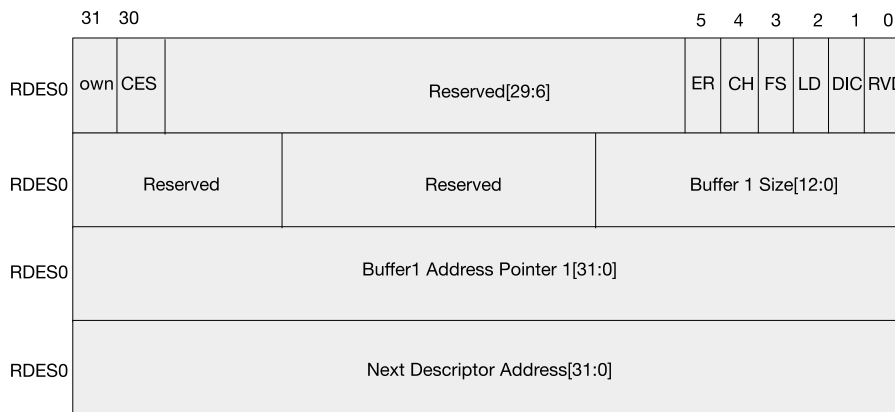 31 30 5 4 3 2 1 0
RDES0 own CES Reserved[29:6] ER CH FS LD DIC RVD
RDES0 Reserved Reserved Buffer 1 Size[12:0]
RDES0 Buffer1 Address Pointer 1[31:0]
RDES0 Next Descriptor Address[31:0]